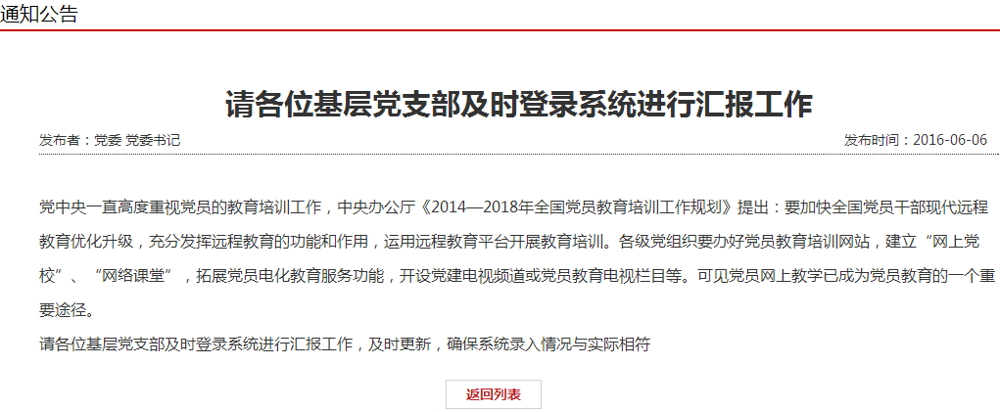 通知公告
请各位基层党支部及时登录系统进行汇报工作
发布者：党委 党委书记
发布时间：2016-06-06
党中央一直高度重视党员的教育培训工作，中央办公厅《2014—2018年全国党员教育培训工作规划》提出：要加快全国党员干部现代远程
教育优化升级，充分发挥远程教育的功能和作用，运用远程教育平台开展教育培训。各级党组织要办好党员教育培训网站，建立“网上党
校”、“网络课堂”，拓展党员电化教育服务功能，开设党建电视频道或党员教育电视栏目等。可见党员网上教学已成为党员教育的一个重
要途径。
请各位基层党支部及时登录系统进行汇报工作，及时更新，确保系统录入情况与实际相符
返回列表